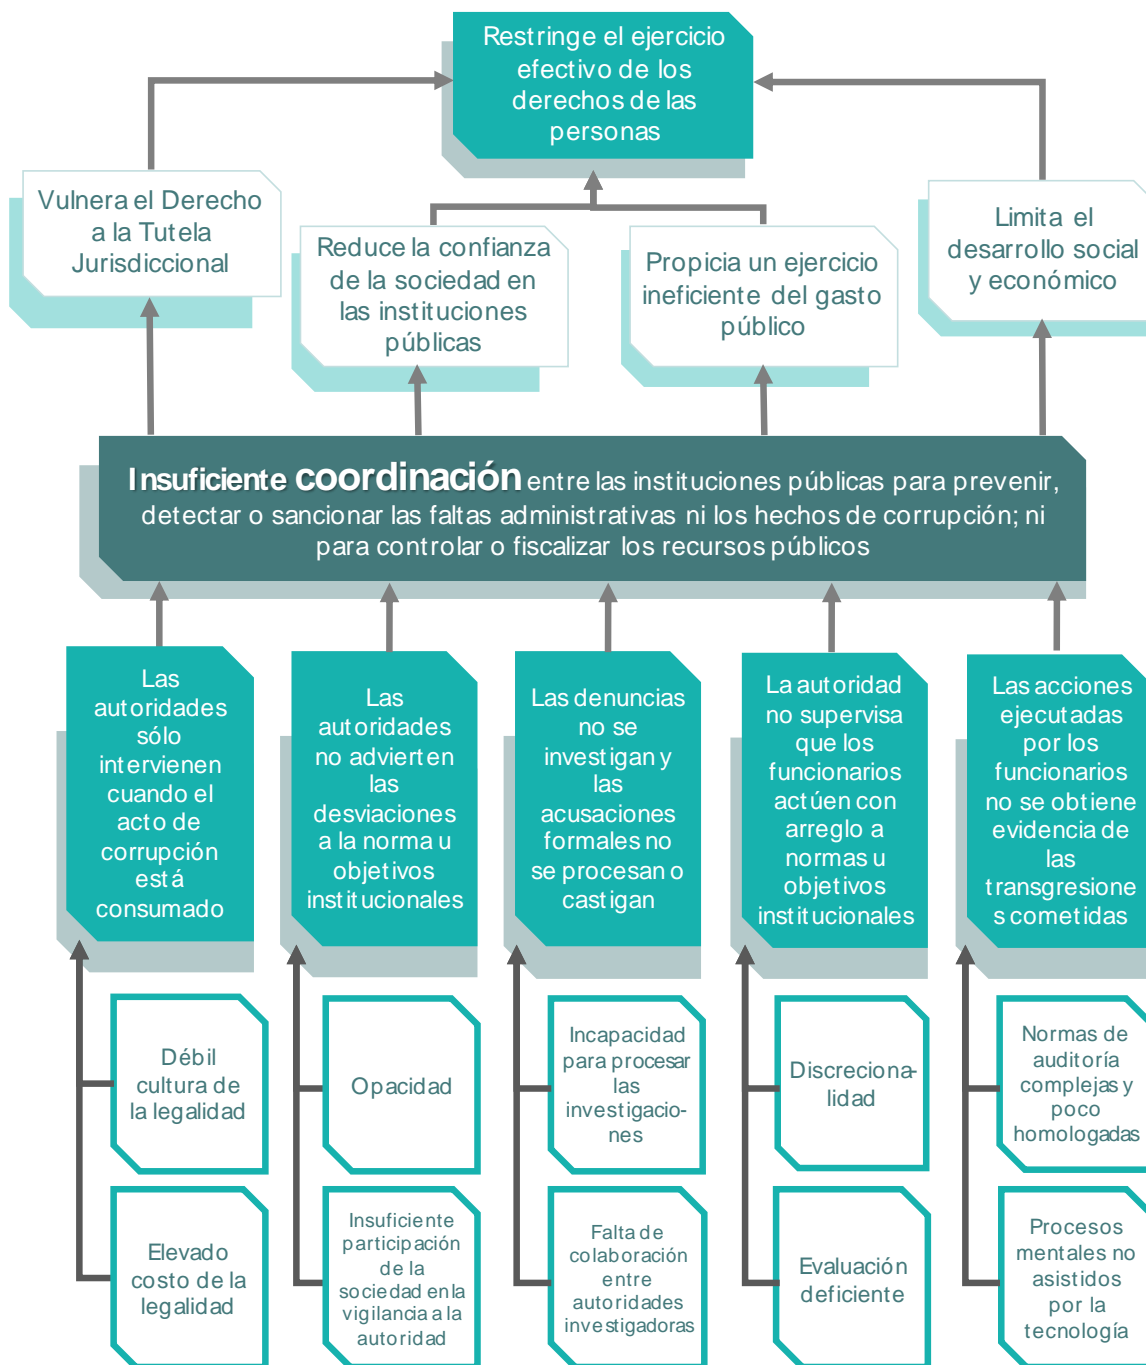 Restringe el ejercicio
efectivo de los
derechos de las
personas
Vulnera el Derecho
a la Tutela
Jurisdiccional
Reduce la confianza
de la sociedad en
las instituciones
públicas
Propicia un ejercicio
ineficiente del gasto
público
Limita el
desarrollo social
y económico
Insuficiente coordinación entre las instituciones públicas para prevenir,
detectar o sancionar las faltas administrativas ni los hechos de corrupción; ni
para controlar o fiscalizar los recursos públicos
Las
autoridades
sólo
intervienen
cuando el
acto de
corrupción
está
consumado
Las
autoridades
no advierten
las
desviaciones
a la norma u
objetivos
institucionales
Las denuncias
no se
investigan y
las
acusaciones
formales no
se procesan o
castigan
La autoridad
no supervisa
que los
funcionarios
actúen con
arreglo a
normas u
objetivos
institucionales
Las acciones
ejecutadas
por los
funcionarios
no se obtiene
evidencia de
las
transgresione
s cometidas
Débil
cultura de
la legalidad
Opacidad
Incapacidad
para procesar
las
investigacio-
nes
Discreciona-
lidad
Normas de
auditoría
complejas y
poco
homologadas
Elevado
costo de la
legalidad
Insuficiente
participación
de la
sociedad en la
vigilancia a la
autoridad
Falta de
colaboración
entre
autoridades
investigadoras
Evaluación
deficiente
Procesos
mentales no
asistidos
por la
tecnología